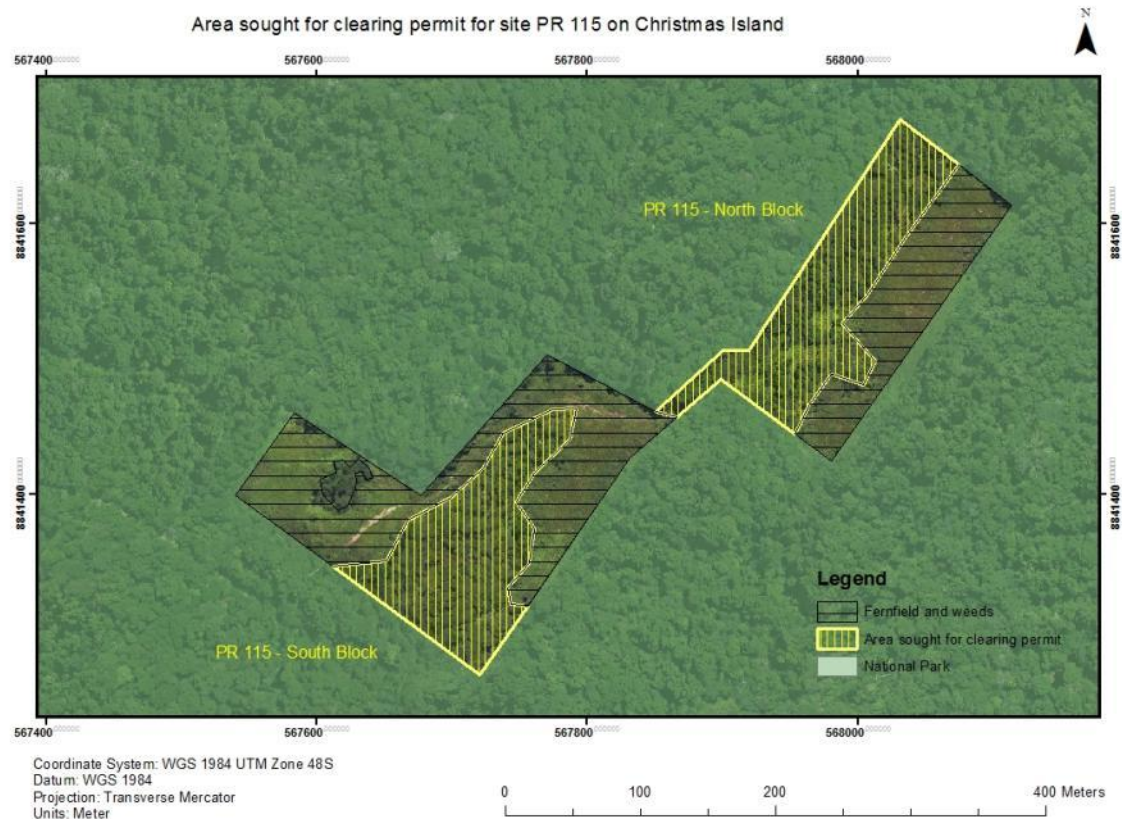 Area sought for clearing permit for site PR 115 on Christmas Island
N
567400 567600 567800 568000
PR 115 - North Block
8841600 8841600
8841400 8841400
Legend
Fernfield and weeds
Area sought for clearing permit
National Park
PR 115 - South Block
567400 567600 567800 568000
Coordinate System: WGS 1984 UTM Zone 48S
Datum: WGS 1984
Projection: Transverse Mercator
Units: Meter
0 100 200 400 Meters